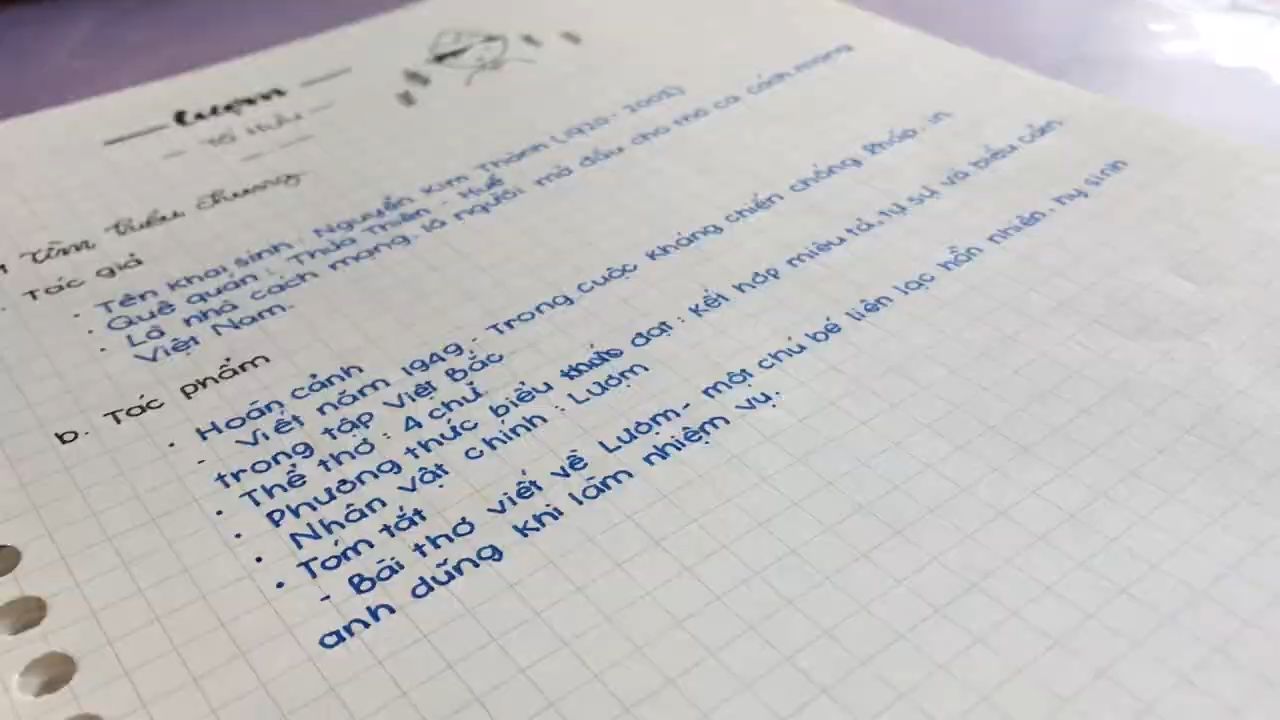 Lượm
Tố Hữu
Tìm hiểu chung
Tác giả
• Tên khai sinh: Nguyễn Kim Thành (1920 - 2002)
• Quê quán: Thừa Thiên - Huế
• Là nhà cách mạng, là người mở đầu cho thơ ca cách mạng
Việt Nam.
b. Tác phẩm
• Hoàn cảnh
- Viết năm 1949 - Trong cuộc kháng chiến chống Pháp, in
trong tập Việt Bắc
• Thể thơ: 4 chữ
• Phương thức biểu đạt: Kết hợp miêu tả, tự sự và biểu cảm
• Nhân vật chính: Lượm
• Tóm tắt
- Bài thơ viết về Lượm - một chú bé liên lạc hồn nhiên, hy sinh
anh dũng khi làm nhiệm vụ.